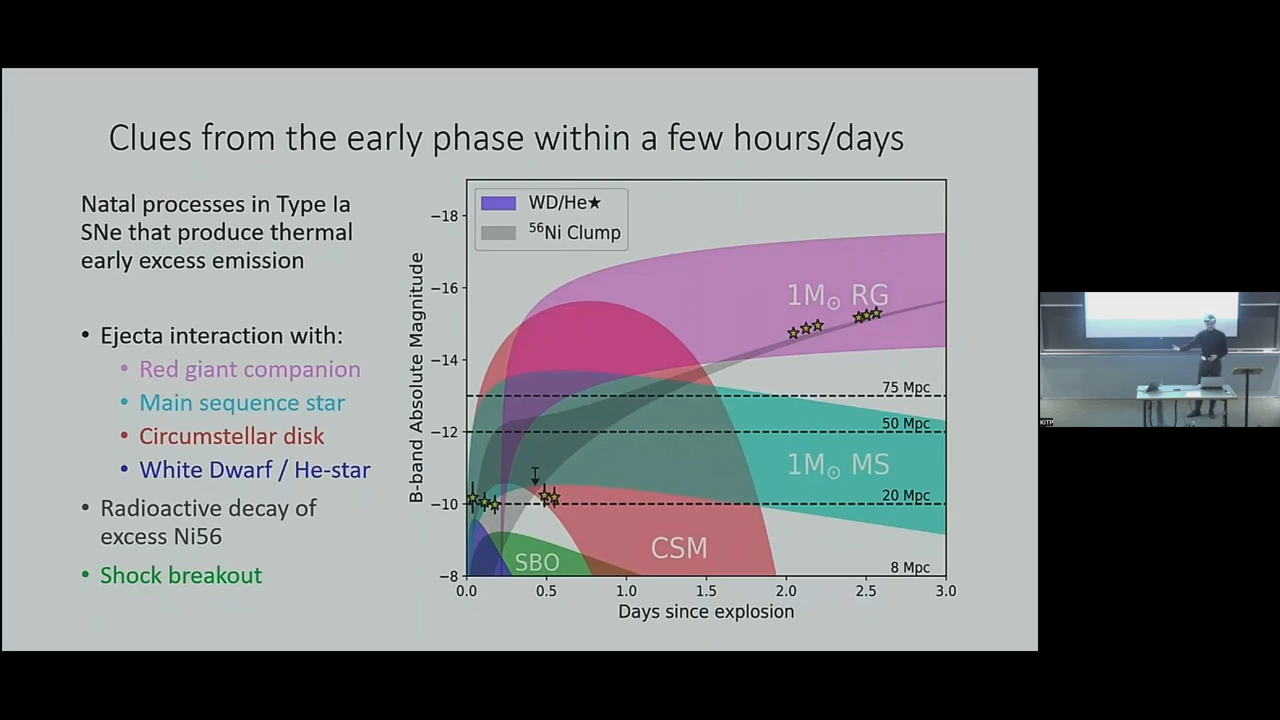 Clues from the early phase within a few hours/days
Natal processes in Type Ia
SNe that produce thermal
early excess emission
• Ejecta interaction with:
• Red giant companion
• Main sequence star
• Circumstellar disk
• White Dwarf / He-star
• Radioactive decay of
excess Ni56
• Shock breakout
WD/He★
⁵⁶Ni Clump
B-band Absolute Magnitude
−18
−16
−14
−12
−10
−8
1M⊙ RG
75 Mpc
50 Mpc
1M⊙ MS
20 Mpc
CSM
SBO
8 Mpc
0.0 0.5 1.0 1.5 2.0 2.5 3.0
Days since explosion
KITP